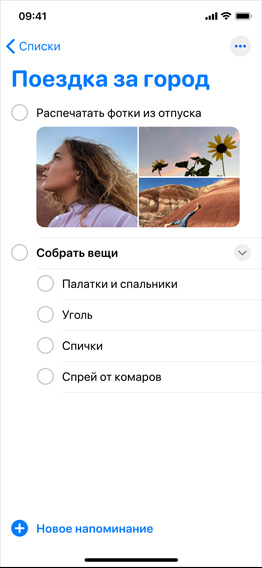 09:41
Списки
Поездка за город
Распечатать фотки из отпуска
Собрать вещи
Палатки и спальники
Уголь
Спички
Спрей от комаров
Новое напоминание